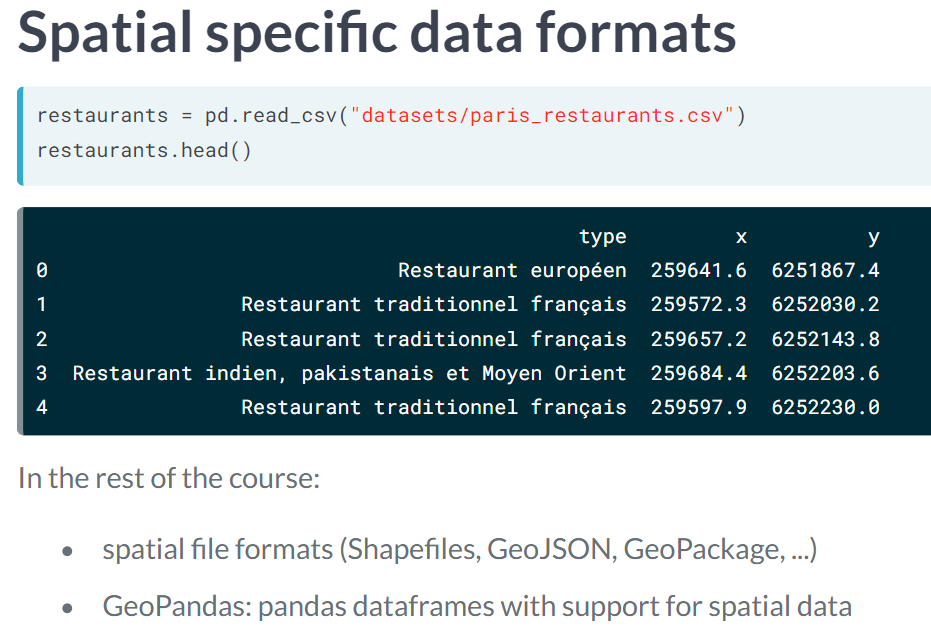 Spatial specific data formats
restaurants = pd.read_csv("datasets/paris_restaurants.csv")
restaurants.head()
type x y
0 Restaurant européen 259641.6 6251867.4
1 Restaurant traditionnel français 259572.3 6252030.2
2 Restaurant traditionnel français 259657.2 6252143.8
3 Restaurant indien, pakistanais et Moyen Orient 259684.4 6252203.6
4 Restaurant traditionnel français 259597.9 6252230.0
In the rest of the course:
• spatial file formats (Shapefiles, GeoJSON, GeoPackage, ...)
• GeoPandas: pandas dataframes with support for spatial data